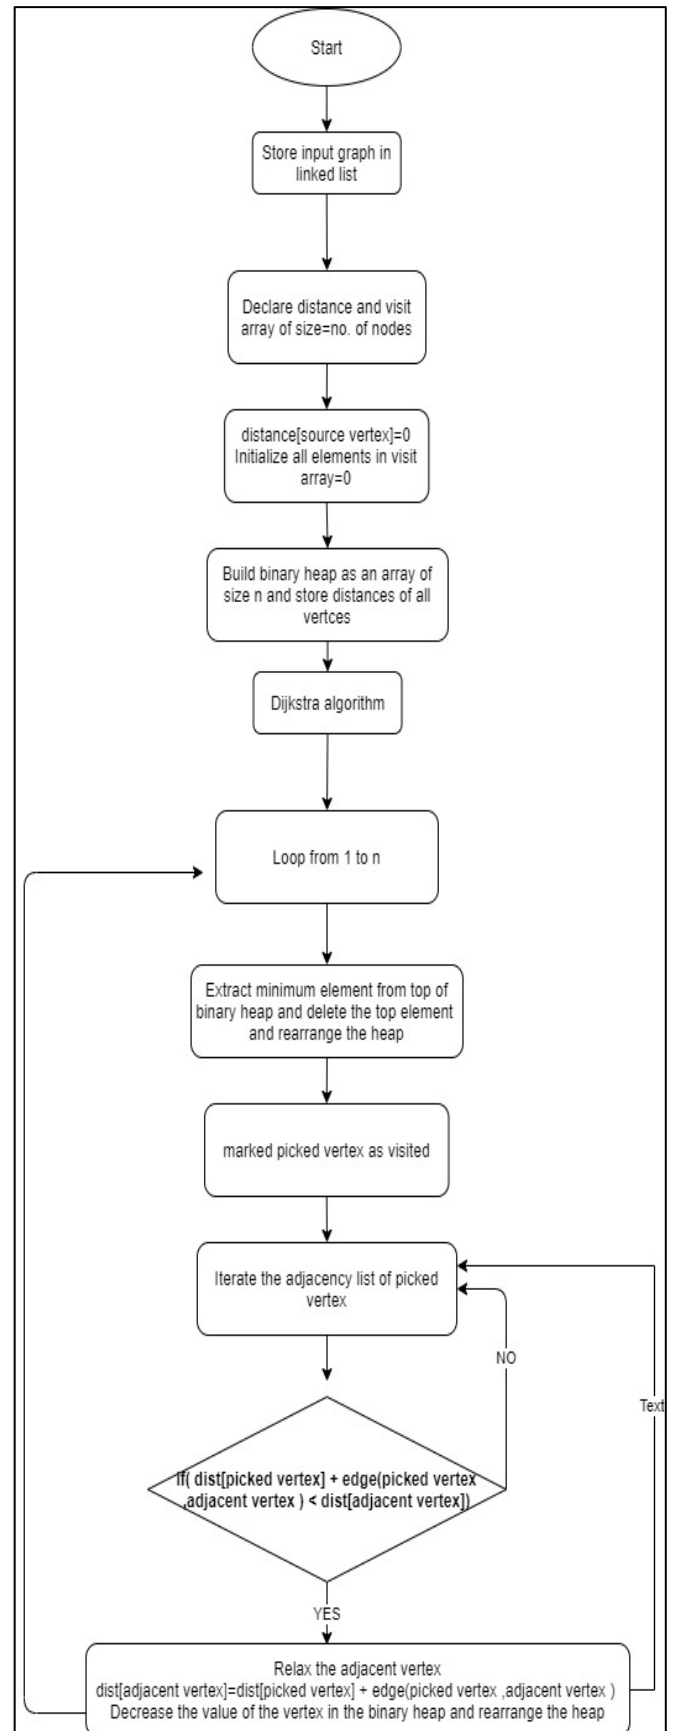 Start
Store input graph in
linked list
Declare distance and visit
array of size=no. of nodes
distance[source vertex]=0
Initialize all elements in visit
array=0
Build binary heap as an array of
size n and store distances of all
vertces
Dijkstra algorithm
Loop from 1 to n
Extract minimum element from top of
binary heap and delete the top element
and rearrange the heap
marked picked vertex as visited
Iterate the adjacency list of picked
vertex
NO
Text
If( dist[picked vertex] + edge(picked vertex
,adjacent vertex ) < dist[adjacent vertex])
YES
Relax the adjacent vertex
dist[adjacent vertex]=dist[picked vertex] + edge(picked vertex ,adjacent vertex )
Decrease the value of the vertex in the binary heap and rearrange the heap